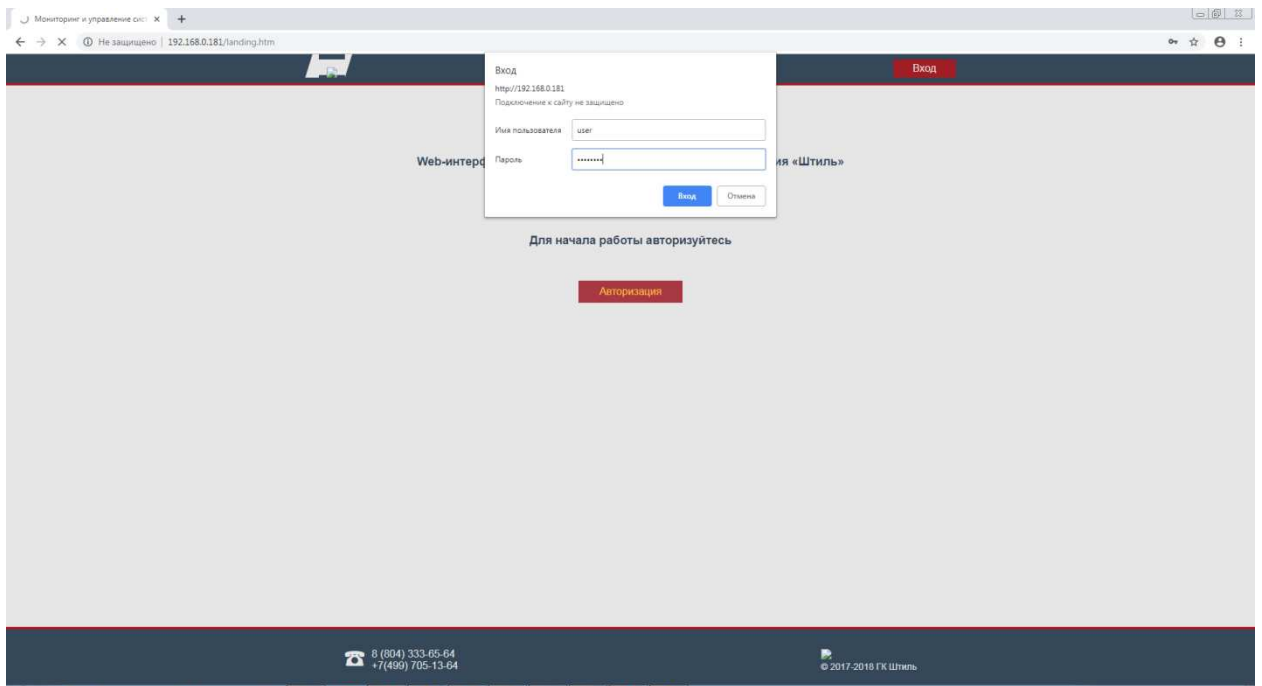 Мониторинг и управление сис
Не защищено | 192.168.0.181/landing.htm
Вход
Вход
http://192.168.0.181
Подключение к сайту не защищено
Имя пользователя user
Пароль ••••••••
Вход Отмена
Web-интерф ия «Штиль»
Для начала работы авторизуйтесь
Авторизация
8 (804) 333-65-64
+7(499) 705-13-64
© 2017-2018 ГК Штиль